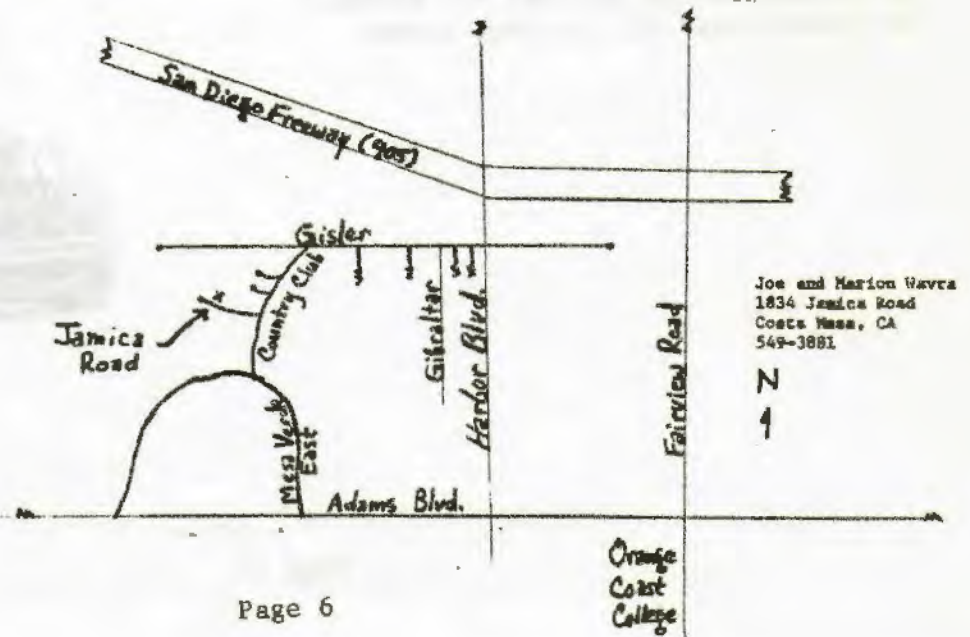 San Diego Freeway (405)
Gisler
Country Club
Jamica
Road
Gibraltar
Harbor Blvd.
Fairview Road
Joe and Marion Wavra
1834 Jamica Road
Costa Mesa, CA
549-3881
N
Mesa Verde
East
Adams Blvd.
Orange
Coast
College
Page 6